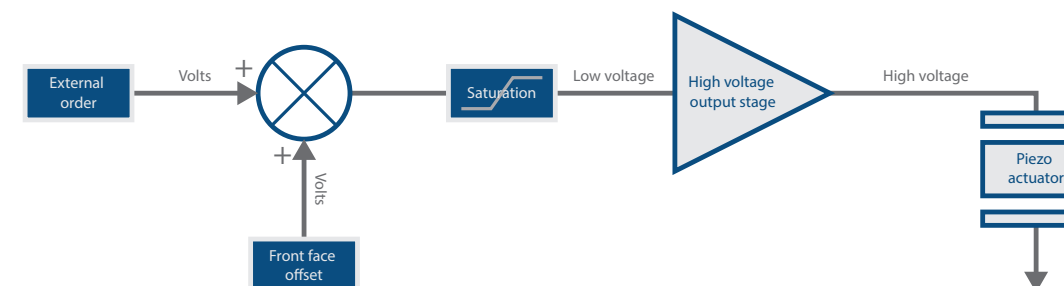 External
order
Volts
+
+
Volts
Front face
offset
Saturation
Low voltage
High voltage
output stage
High voltage
Piezo
actuator